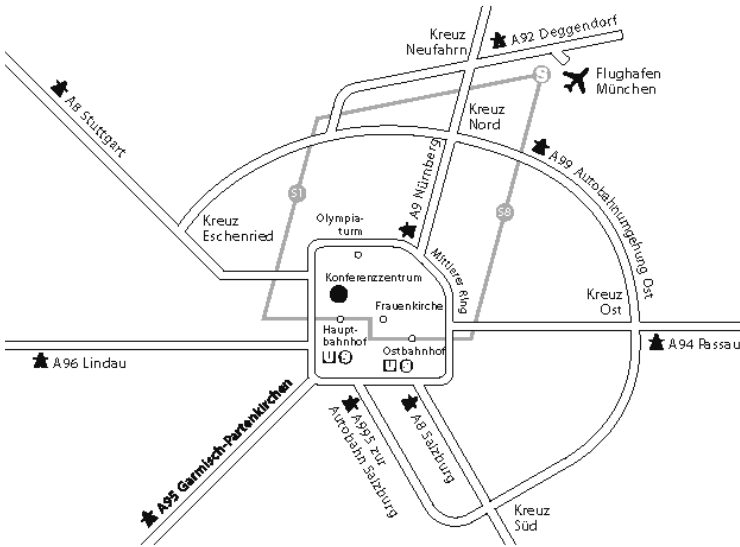 Kreuz
Neufahrn
A92 Deggendorf
S
Flughafen
München
A8 Stuttgart
Kreuz
Nord
A9 Nürnberg
A99 Autobahnumgehung Ost
S1
S8
Kreuz
Eschenried
Olympia-
turm
Mittlerer Ring
Konferenzzentrum
Frauenkirche
Kreuz
Ost
Haupt-
bahnhof
Ostbahnhof
U S
U S
A96 Lindau
A94 Passau
A95 Garmisch-Partenkirchen
A995 zur
Autobahn Salzburg
A8 Salzburg
Kreuz
Süd